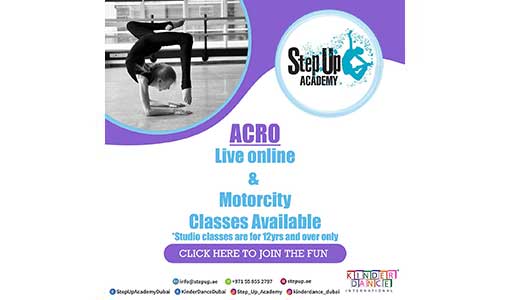 Step Up
ACADEMY
ACRO
Live online
&
Motorcity
Classes Available
*Studio classes are for 12yrs and over only
CLICK HERE TO JOIN THE FUN
info@stepup.ae +971 55 855 2797 stepup.ae
StepUpAcademyDubai KinderDanceDubai Step_Up_Academy kinderdance_dubai
KINDER
DANCE
INTERNATIONAL